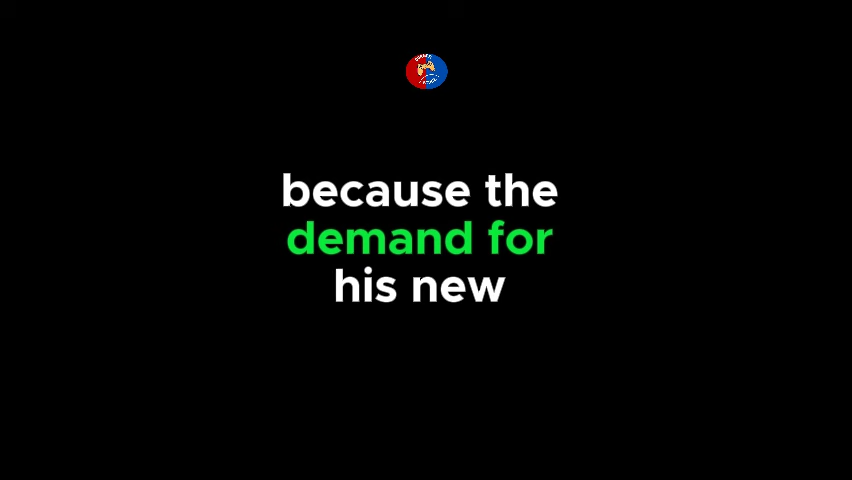 because the
demand for
his new